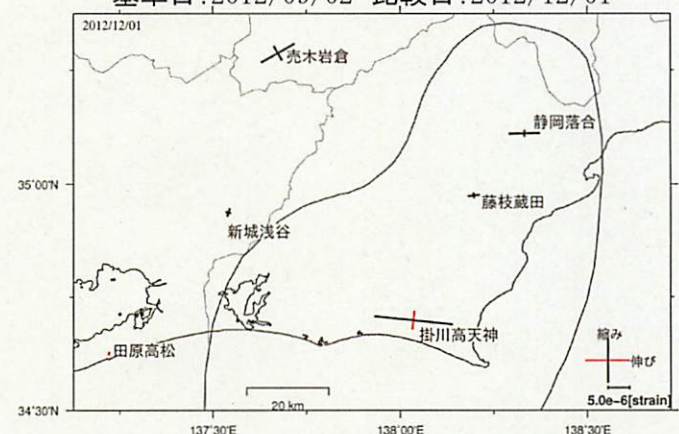 基準日:2012/09/02 比較日:2012/12/01
2012/12/01
売木岩倉
静岡落合
35°00'N
藤枝蔵田
新城浅谷
掛川高天神
田原高松
縮み
伸び
5.0e-6[strain]
20 km
34°30'N
137°30'E
138°00'E
138°30'E